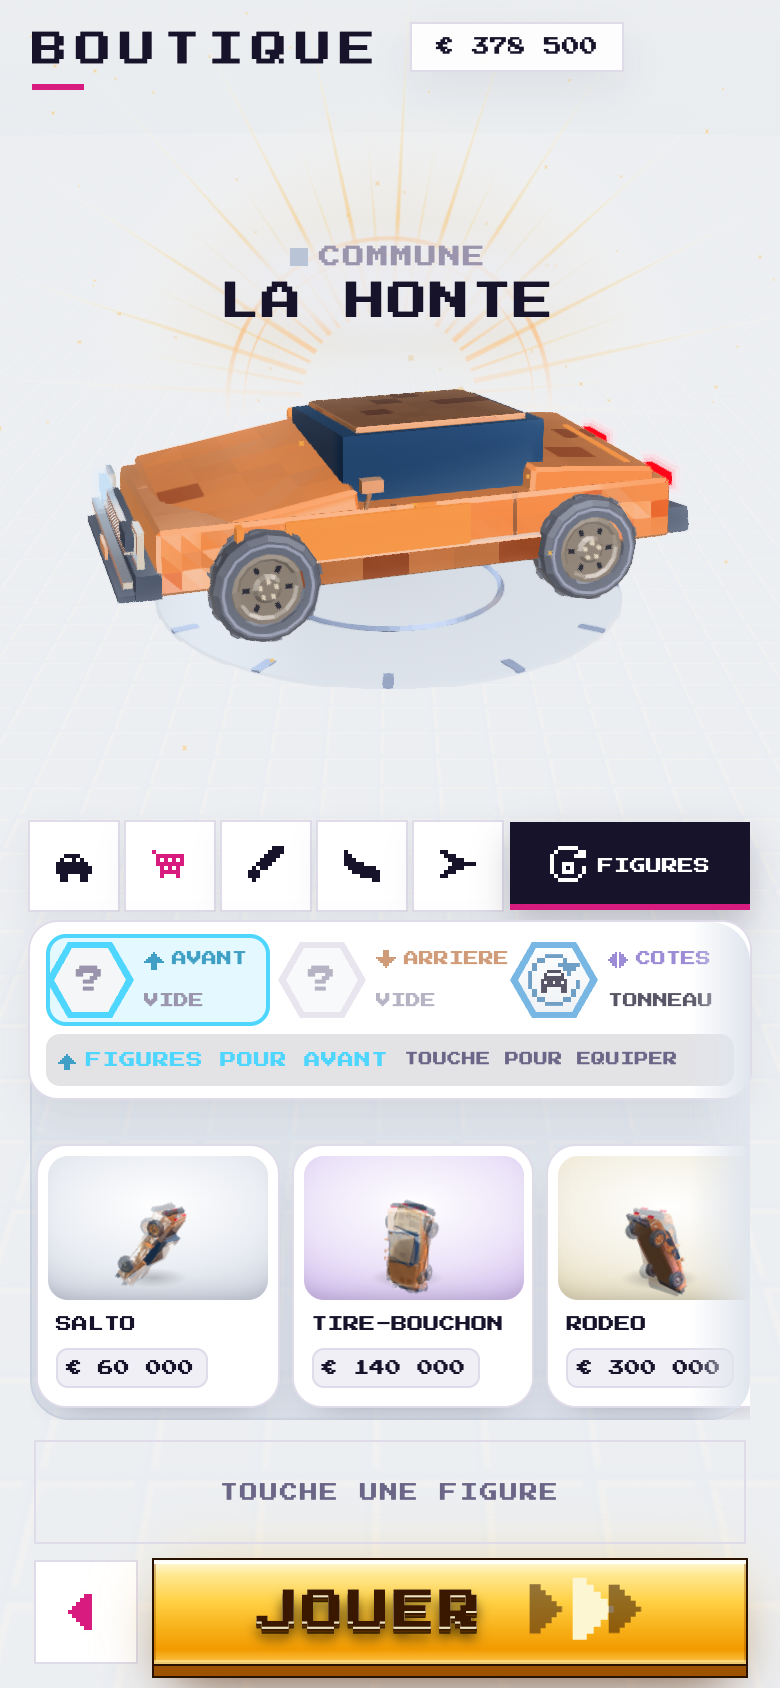 BOUTIQUE
€ 378 500
COMMUNE
LA HONTE
FIGURES
? AVANT
VIDE
? ARRIERE
VIDE
COTES
TONNEAU
FIGURES POUR AVANT TOUCHE POUR EQUIPER
SALTO
€ 60 000
TIRE-BOUCHON
€ 140 000
RODEO
€ 300 000
TOUCHE UNE FIGURE
JOUER